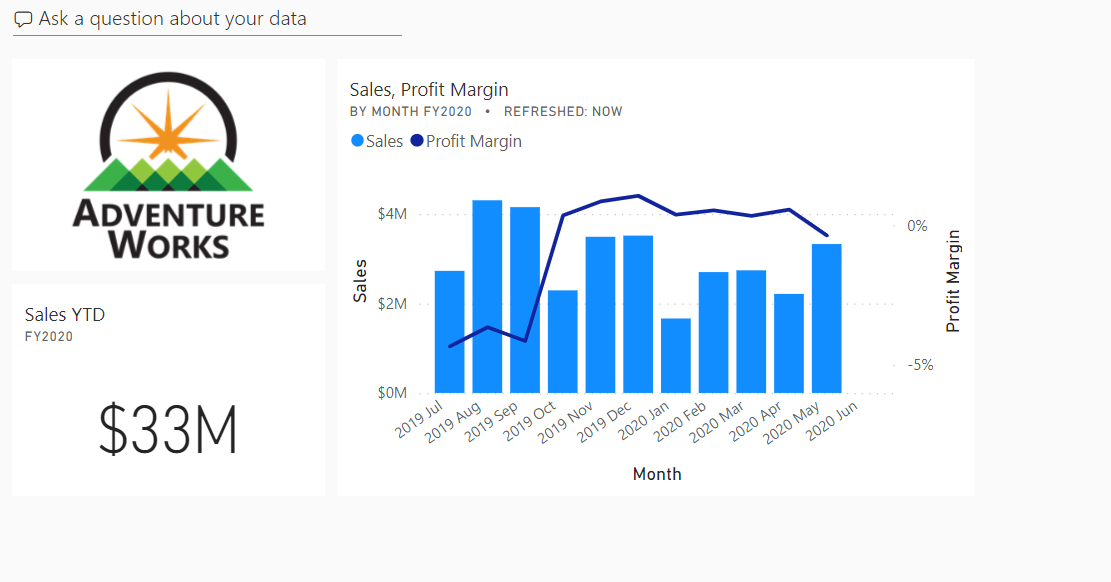 Ask a question about your data
ADVENTURE
WORKS
Sales YTD
FY2020
$33M
Sales, Profit Margin
BY MONTH FY2020 • REFRESHED: NOW
Sales Profit Margin
$4M
$2M
$0M
Sales
0%
-5%
Profit Margin
2019 Jul
2019 Aug
2019 Sep
2019 Oct
2019 Nov
2019 Dec
2020 Jan
2020 Feb
2020 Mar
2020 Apr
2020 May
2020 Jun
Month